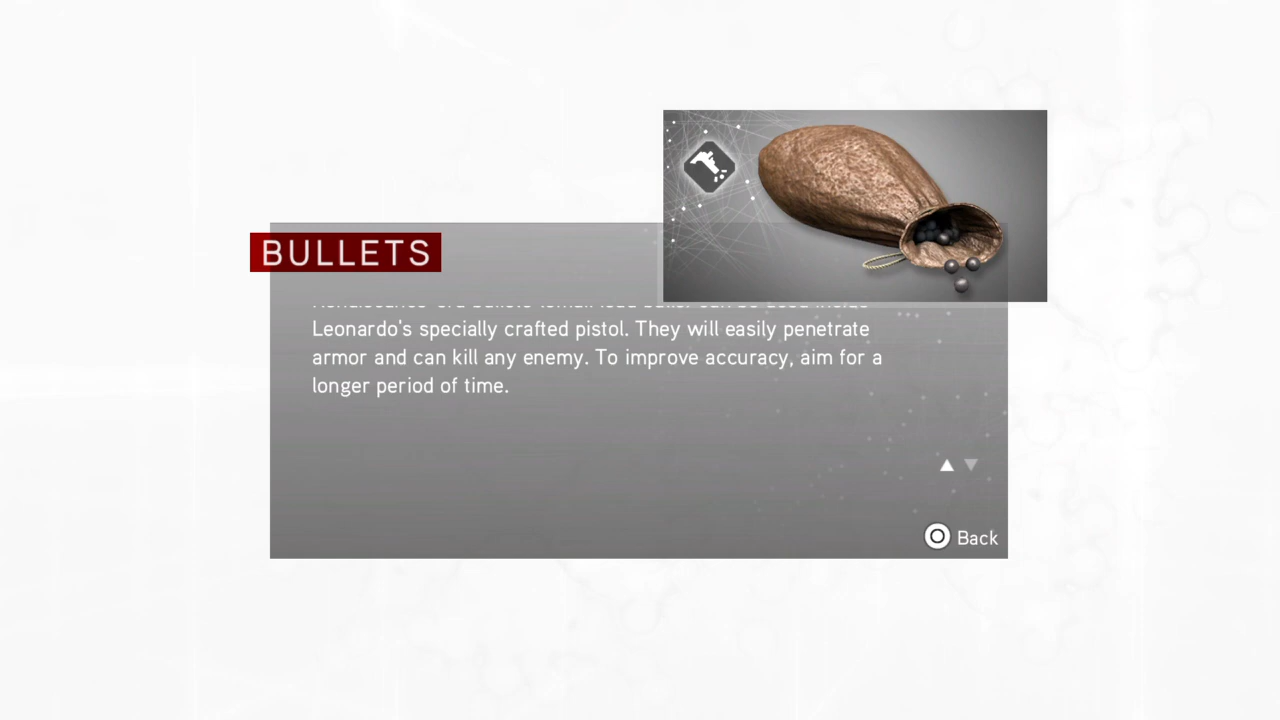 BULLETS
Leonardo's specially crafted pistol. They will easily penetrate
armor and can kill any enemy. To improve accuracy, aim for a
longer period of time.
Back